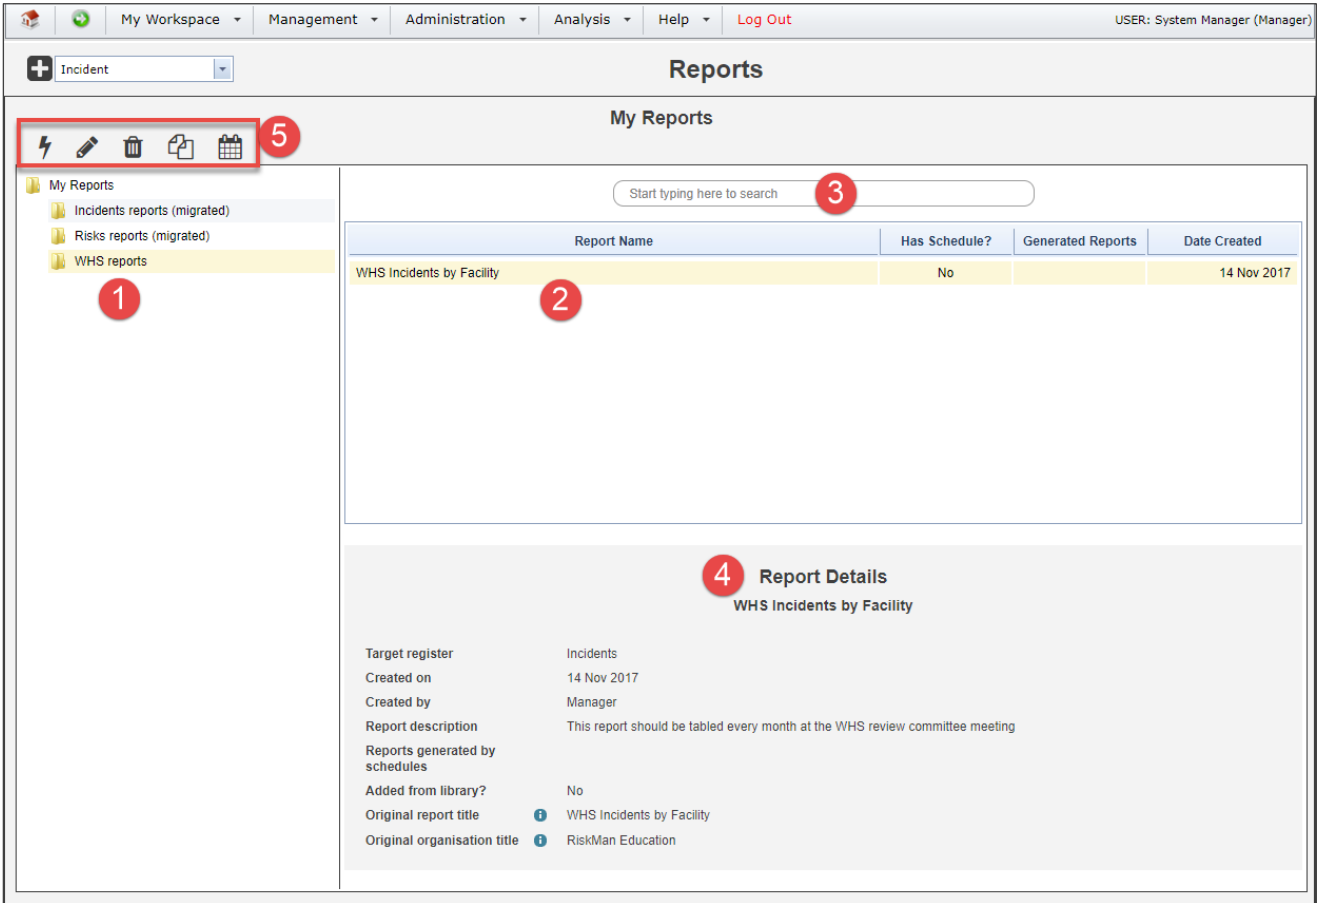 My Workspace Management Administration Analysis Help Log Out USER: System Manager (Manager)
Incident
Reports
My Reports
5
My Reports
Incidents reports (migrated)
Risks reports (migrated)
WHS reports
1
Start typing here to search
3
Report Name Has Schedule? Generated Reports Date Created
WHS Incidents by Facility No 14 Nov 2017
2
4 Report Details
WHS Incidents by Facility
Target register Incidents
Created on 14 Nov 2017
Created by Manager
Report description This report should be tabled every month at the WHS review committee meeting
Reports generated by
schedules
Added from library? No
Original report title WHS Incidents by Facility
Original organisation title RiskMan Education